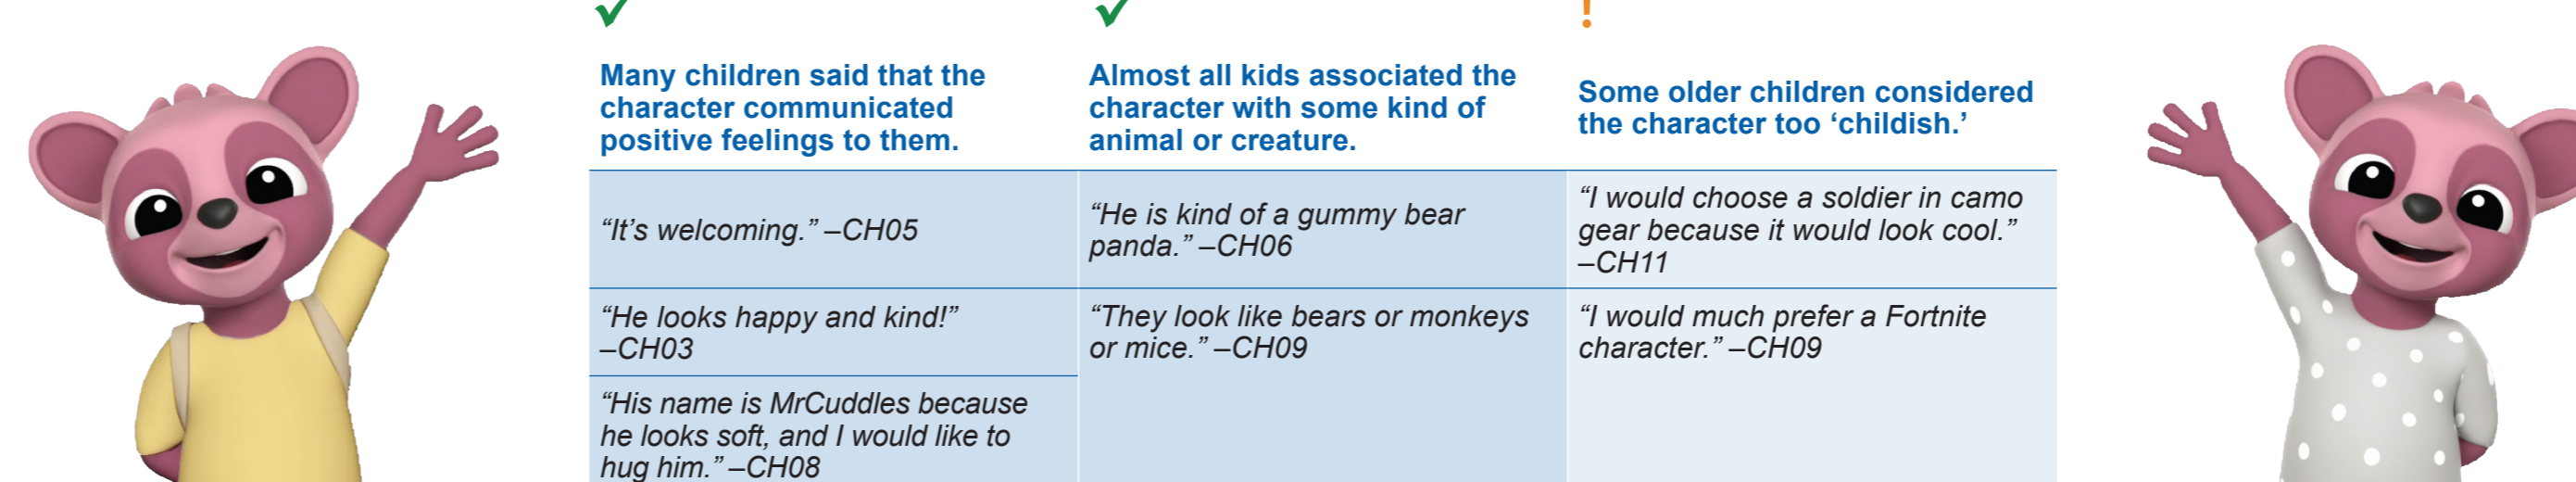 Many children said that the
character communicated
positive feelings to them.
Almost all kids associated the
character with some kind of
animal or creature.
Some older children considered
the character too ‘childish.’
“It’s welcoming.” –CH05
“He is kind of a gummy bear
panda.” –CH06
“I would choose a soldier in camo
gear because it would look cool.”
–CH11
“He looks happy and kind!”
–CH03
“They look like bears or monkeys
or mice.” –CH09
“I would much prefer a Fortnite
character.” –CH09
“His name is MrCuddles because
he looks soft, and I would like to
hug him.” –CH08